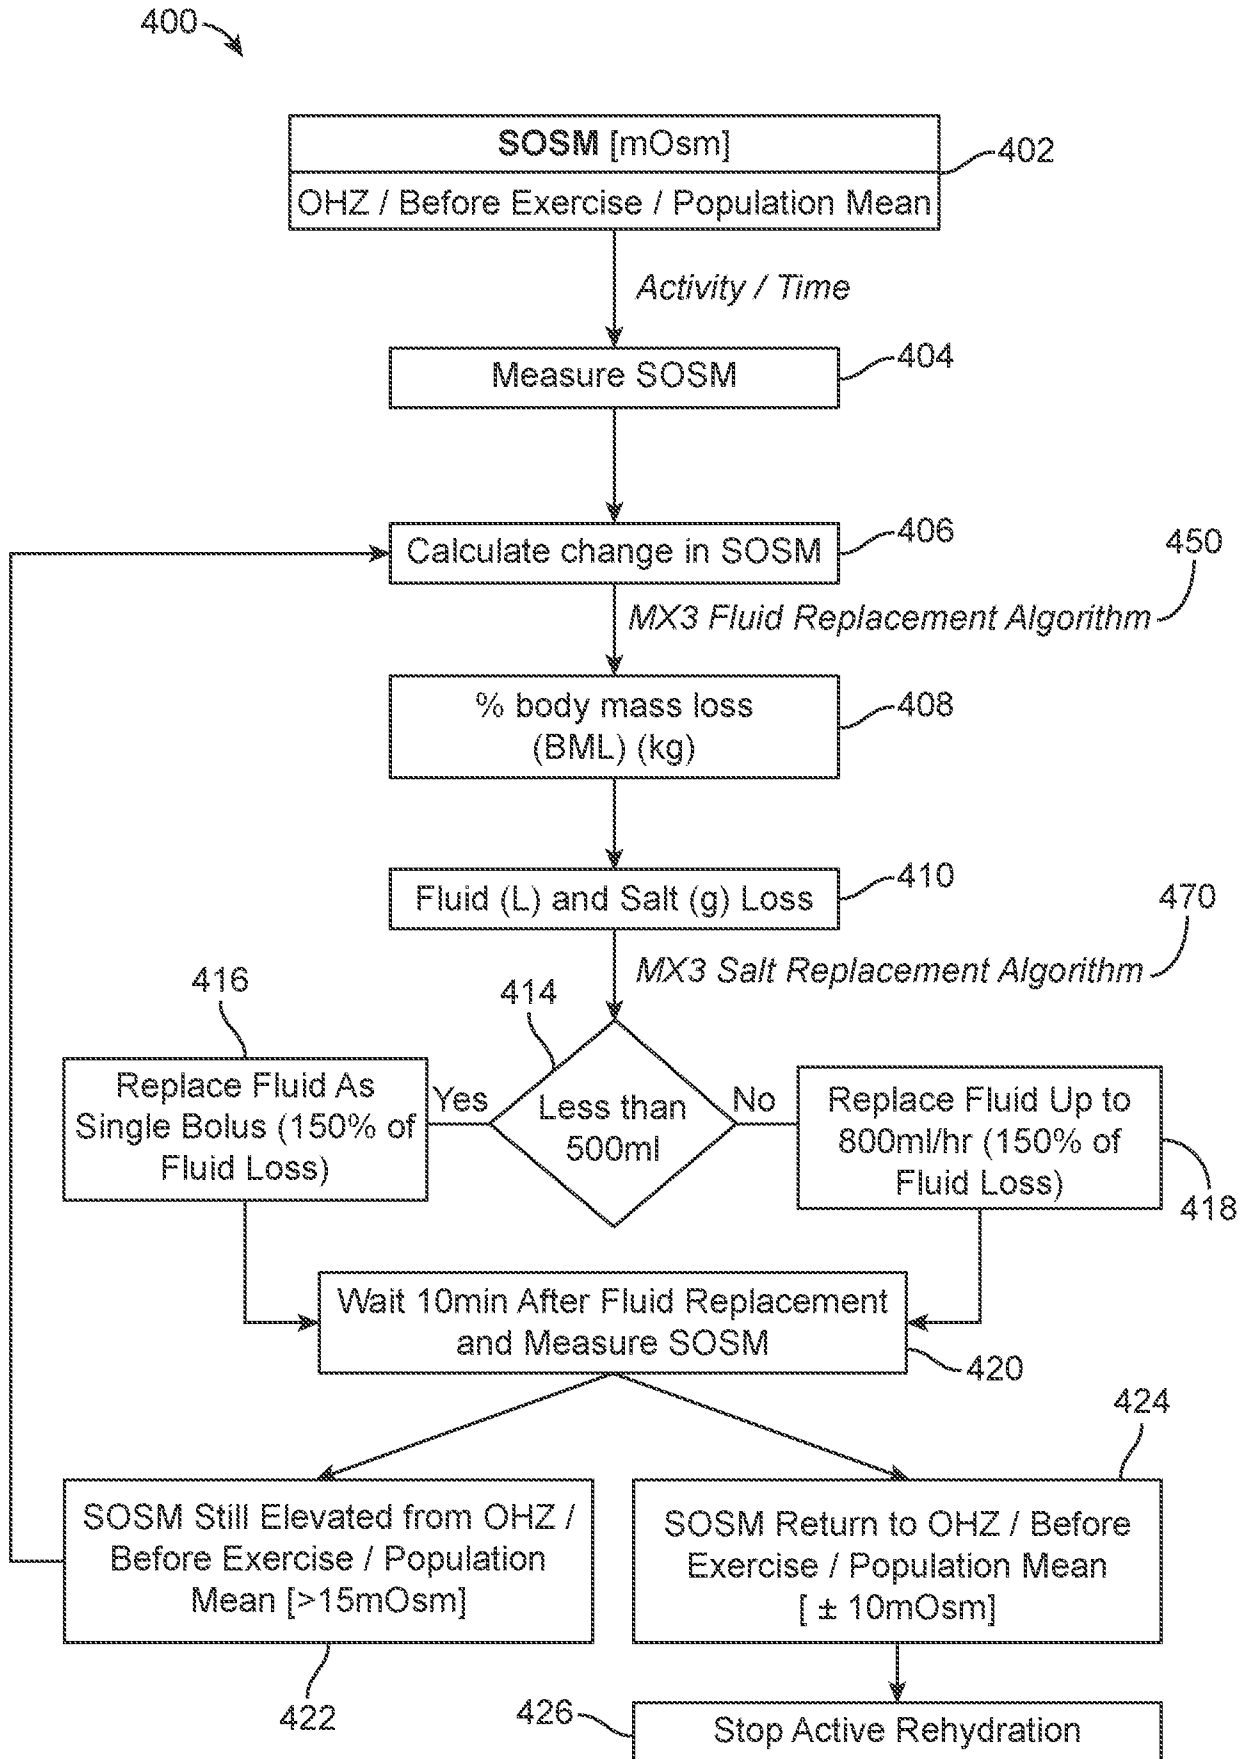 400
SOSM [mOsm]
402
OHZ / Before Exercise / Population Mean
Activity / Time
Measure SOSM
404
Calculate change in SOSM
406
450
MX3 Fluid Replacement Algorithm
% body mass loss
(BML) (kg)
408
Fluid (L) and Salt (g) Loss
410
470
MX3 Salt Replacement Algorithm
416
414
Replace Fluid As
Single Bolus (150% of
Fluid Loss)
Yes
Less than
500ml
No
Replace Fluid Up to
800ml/hr (150% of
Fluid Loss)
418
Wait 10min After Fluid Replacement
and Measure SOSM
420
424
SOSM Still Elevated from OHZ /
Before Exercise / Population
Mean [>15mOsm]
422
SOSM Return to OHZ / Before
Exercise / Population Mean
[ ± 10mOsm]
426
Stop Active Rehydration